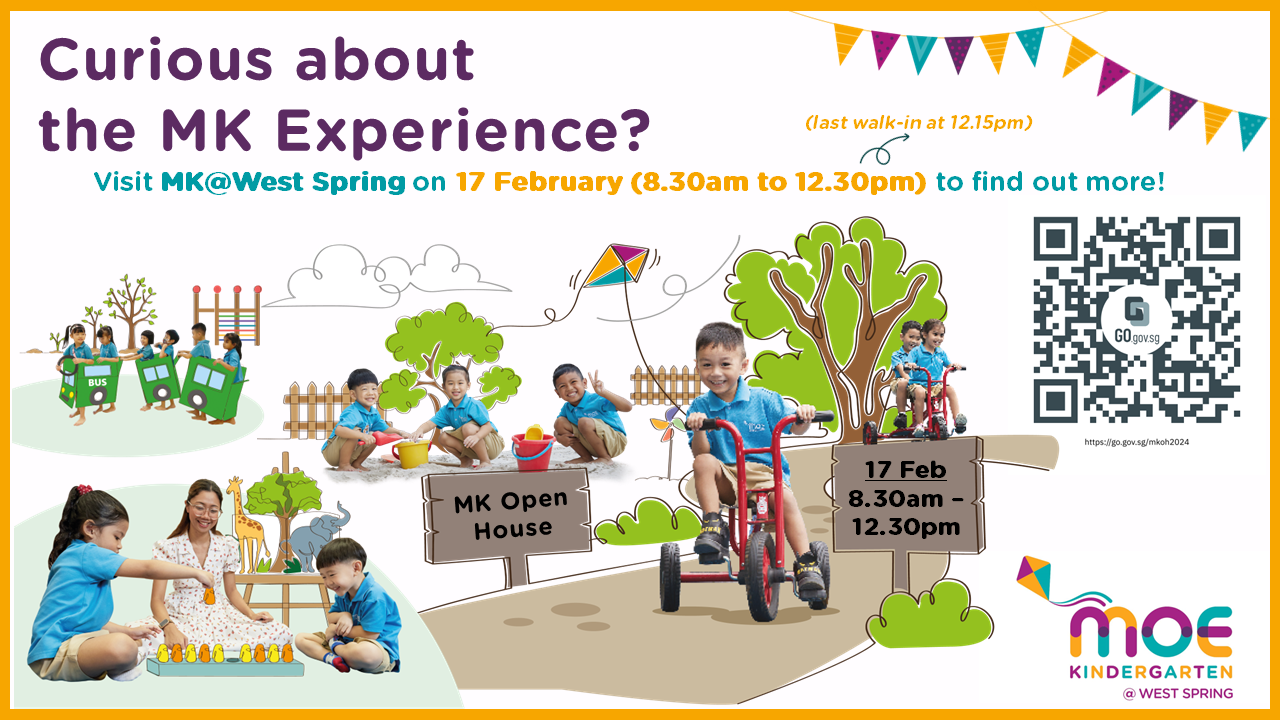 Curious about
the MK Experience?
(last walk-in at 12.15pm)
Visit MK@West Spring on 17 February (8.30am to 12.30pm) to find out more!
GO.gov.sg
https://go.gov.sg/mkoh2024
BUS
MK Open
House
17 Feb
8.30am –
12.30pm
MOE
KINDERGARTEN
@ WEST SPRING